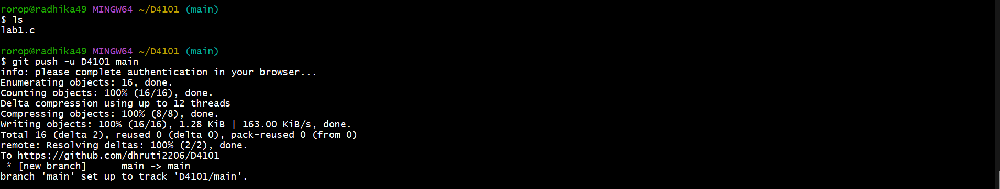 rorop@radhika49 MINGW64 ~/D4101 (main)
$ ls
lab1.c
rorop@radhika49 MINGW64 ~/D4101 (main)
$ git push -u D4101 main
info: please complete authentication in your browser...
Enumerating objects: 16, done.
Counting objects: 100% (16/16), done.
Delta compression using up to 12 threads
Compressing objects: 100% (8/8), done.
Writing objects: 100% (16/16), 1.28 KiB | 163.00 KiB/s, done.
Total 16 (delta 2), reused 0 (delta 0), pack-reused 0 (from 0)
remote: Resolving deltas: 100% (2/2), done.
To https://github.com/dhruti2206/D4101
 * [new branch]      main -> main
branch 'main' set up to track 'D4101/main'.